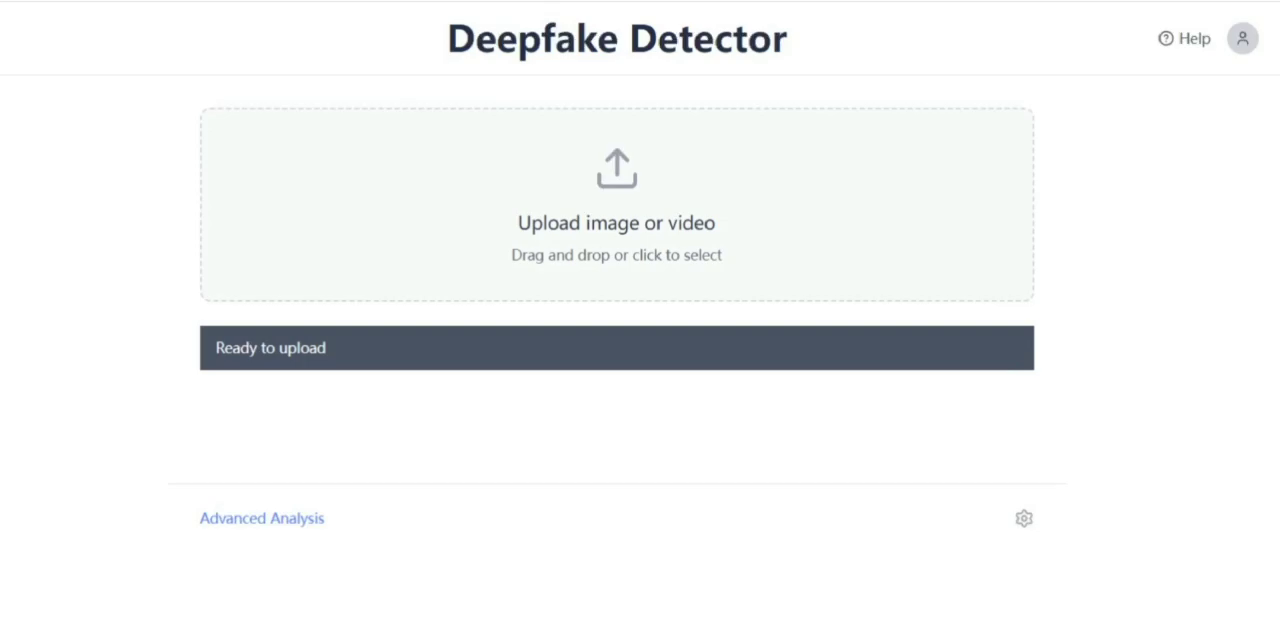 Deepfake Detector
Help
Upload image or video
Drag and drop or click to select
Ready to upload
Advanced Analysis